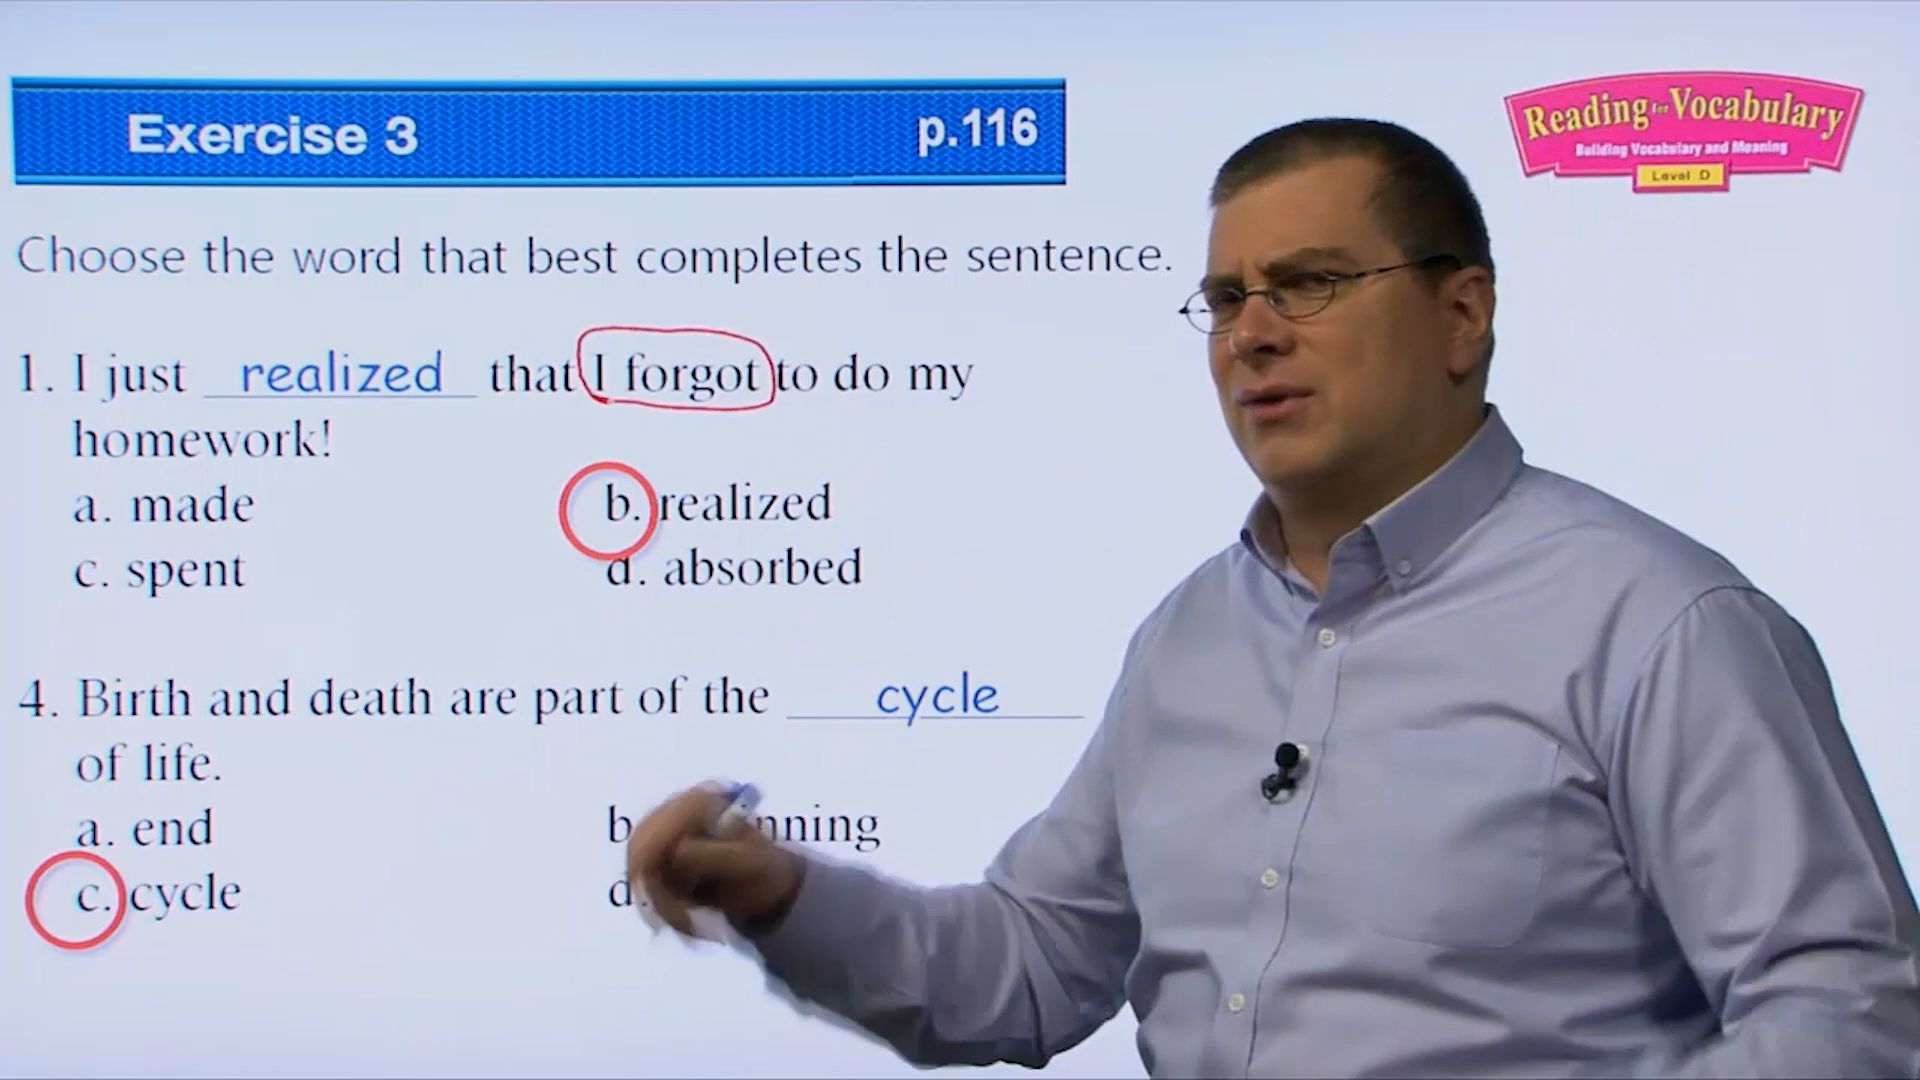 Exercise 3 p.116
Reading for Vocabulary
Building Vocabulary and Meaning
Level D
Choose the word that best completes the sentence.
1. I just realized that I forgot to do my
homework!
a. made b. realized
c. spent d. absorbed
4. Birth and death are part of the cycle
of life.
a. end b.
c. cycle d.